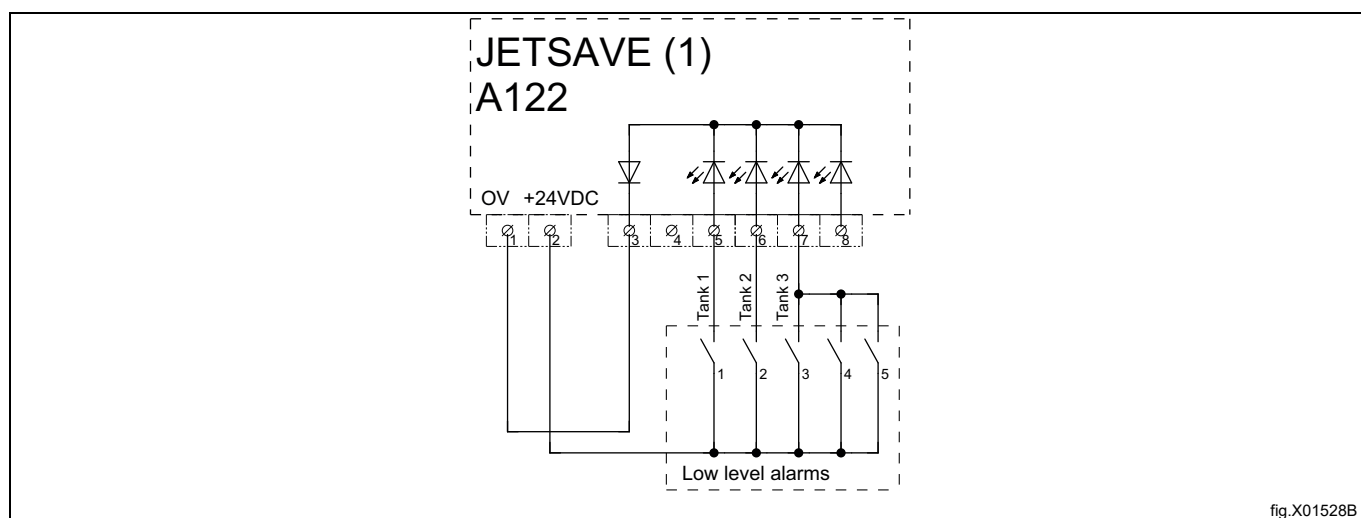 JETSAVE (1)
A122
OV +24VDC
1 2 3 4 5 6 7 8
Tank 1
Tank 2
Tank 3
1 2 3 4 5
Low level alarms
fig.X01528B